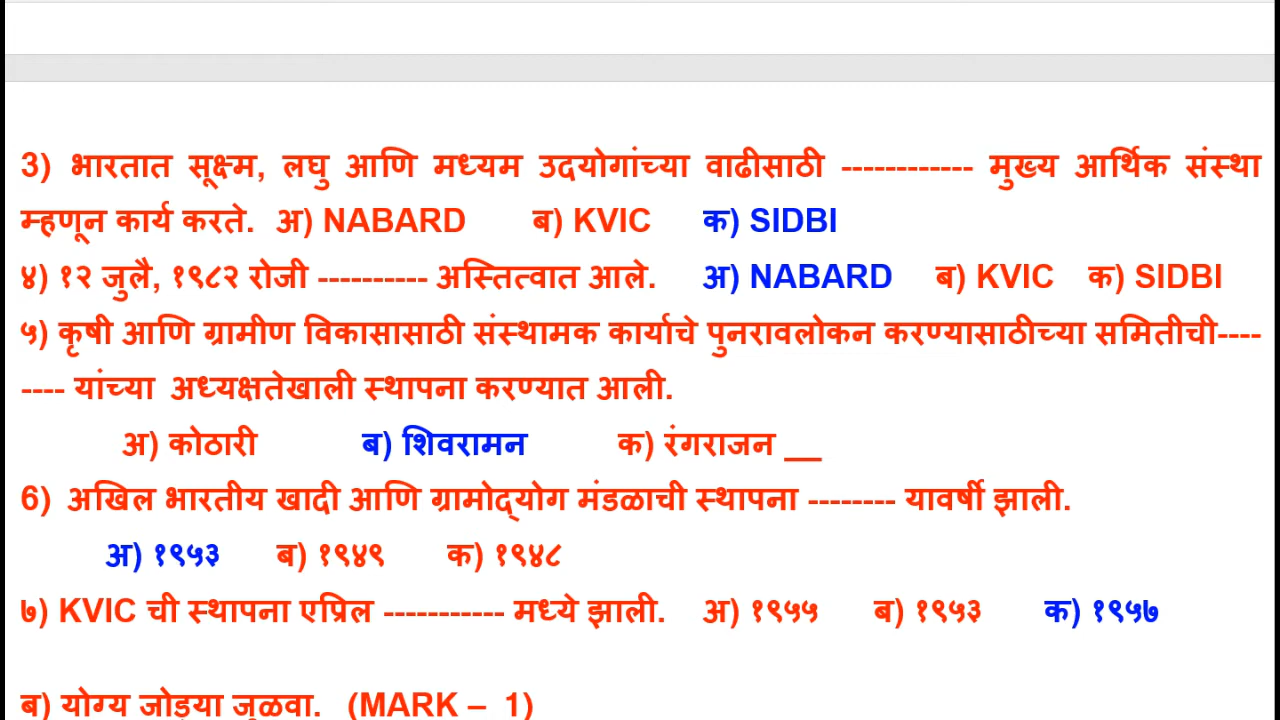 3) भारतात सूक्ष्म, लघु आणि मध्यम उदयोगांच्या वाढीसाठी ------------ मुख्य आर्थिक संस्था
म्हणून कार्य करते. अ) NABARD ब) KVIC क) SIDBI
४) १२ जुलै, १९८२ रोजी ---------- अस्तित्वात आले. अ) NABARD ब) KVIC क) SIDBI
५) कृषी आणि ग्रामीण विकासासाठी संस्थामक कार्याचे पुनरावलोकन करण्यासाठीच्या समितीची----
---- यांच्या अध्यक्षतेखाली स्थापना करण्यात आली.
अ) कोठारी ब) शिवरामन क) रंगराजन __
6) अखिल भारतीय खादी आणि ग्रामोद्‌योग मंडळाची स्थापना -------- यावर्षी झाली.
अ) १९५३ ब) १९४९ क) १९४८
७) KVIC ची स्थापना एप्रिल ----------- मध्ये झाली. अ) १९५५ ब) १९५३ क) १९५७
ब) योग्य जोड्या जुळवा. (MARK – 1)